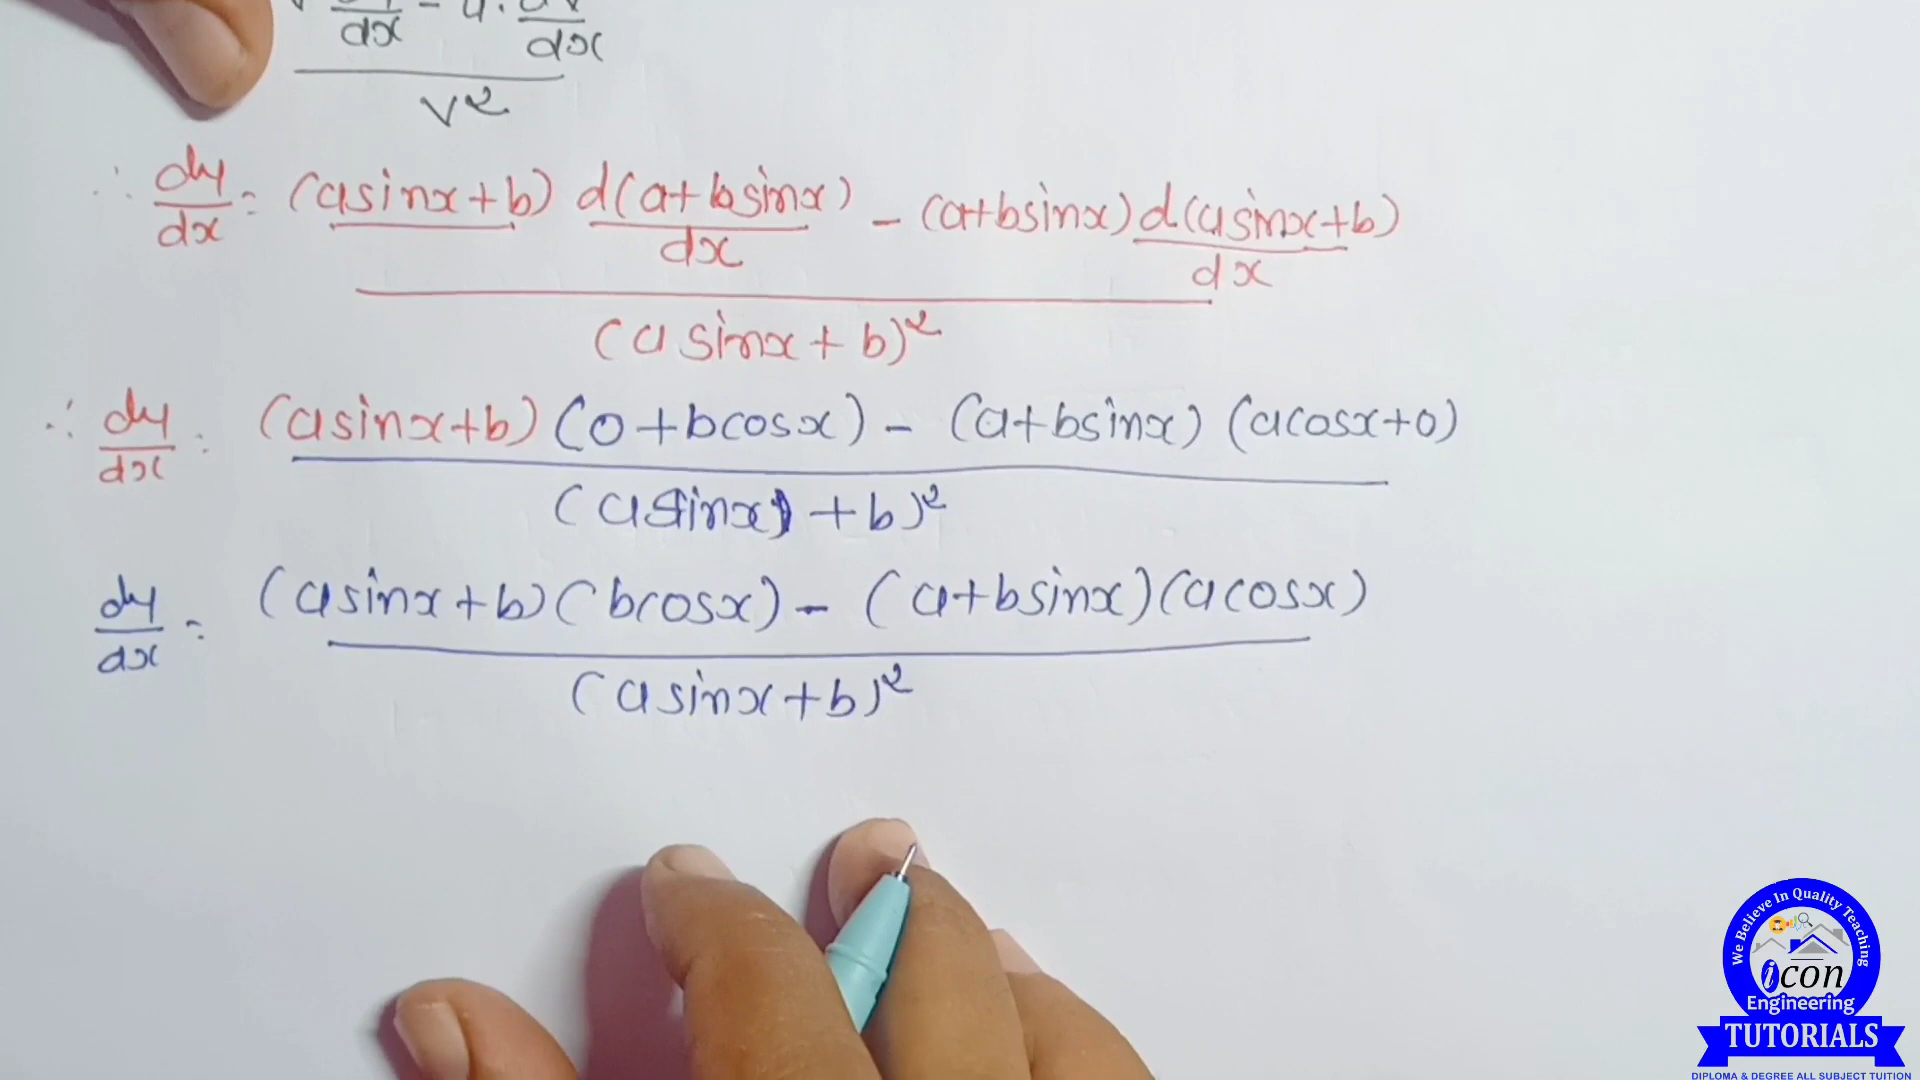 dx - u. dx
v²
∴ dy/dx = (asinx+b) d(a+bsinx)/dx - (a+bsinx) d(asinx+b)/dx
(asinx+b)²
∴ dy/dx = (asinx+b) (0+bcosx) - (a+bsinx) (acosx+0)
(asinx) +b)²
dy/dx = (asinx+b) (bcosx) - (a+bsinx)(acosx)
(asinx+b)²
We Believe In Quality Teaching
icon
Engineering
TUTORIALS
DIPLOMA & DEGREE ALL SUBJECT TUITION